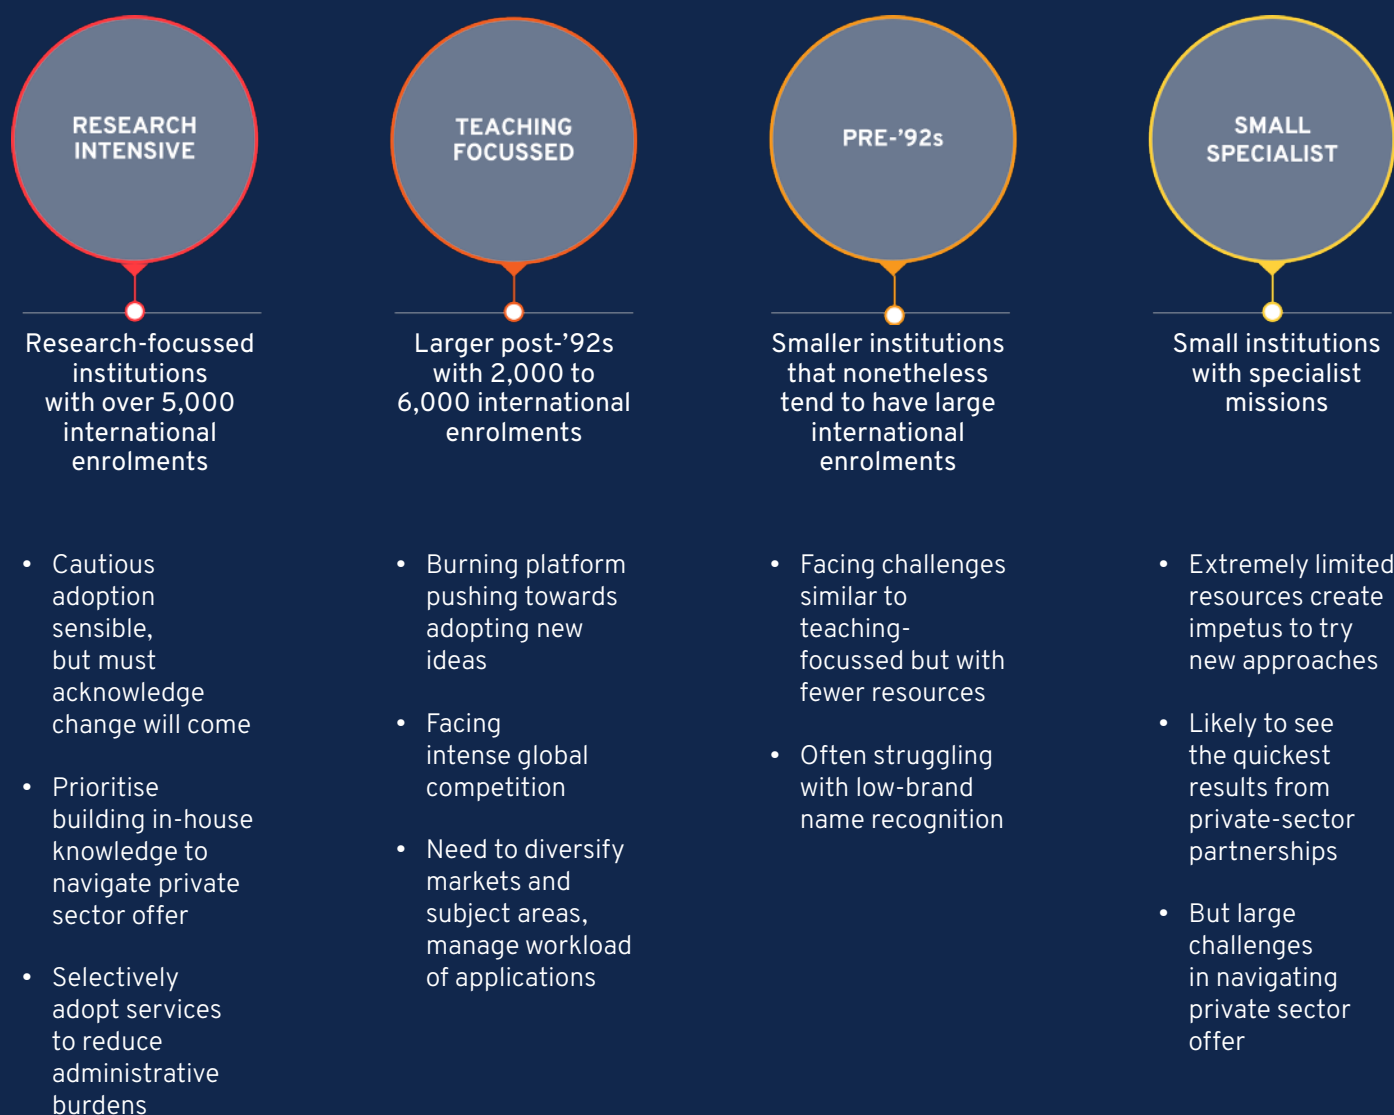 RESEARCH
INTENSIVE
Research-focussed
institutions
with over 5,000
international
enrolments
• Cautious
adoption
sensible,
but must
acknowledge
change will come
• Prioritise
building in-house
knowledge to
navigate private
sector offer
• Selectively
adopt services
to reduce
administrative
burdens
TEACHING
FOCUSSED
Larger post-’92s
with 2,000 to
6,000 international
enrolments
• Burning platform
pushing towards
adopting new
ideas
• Facing
intense global
competition
• Need to diversify
markets and
subject areas,
manage workload
of applications
PRE-’92s
Smaller institutions
that nonetheless
tend to have large
international
enrolments
• Facing challenges
similar to
teaching-
focussed but with
fewer resources
• Often struggling
with low-brand
name recognition
SMALL
SPECIALIST
Small institutions
with specialist
missions
• Extremely limited
resources create
impetus to try
new approaches
• Likely to see
the quickest
results from
private-sector
partnerships
• But large
challenges
in navigating
private sector
offer